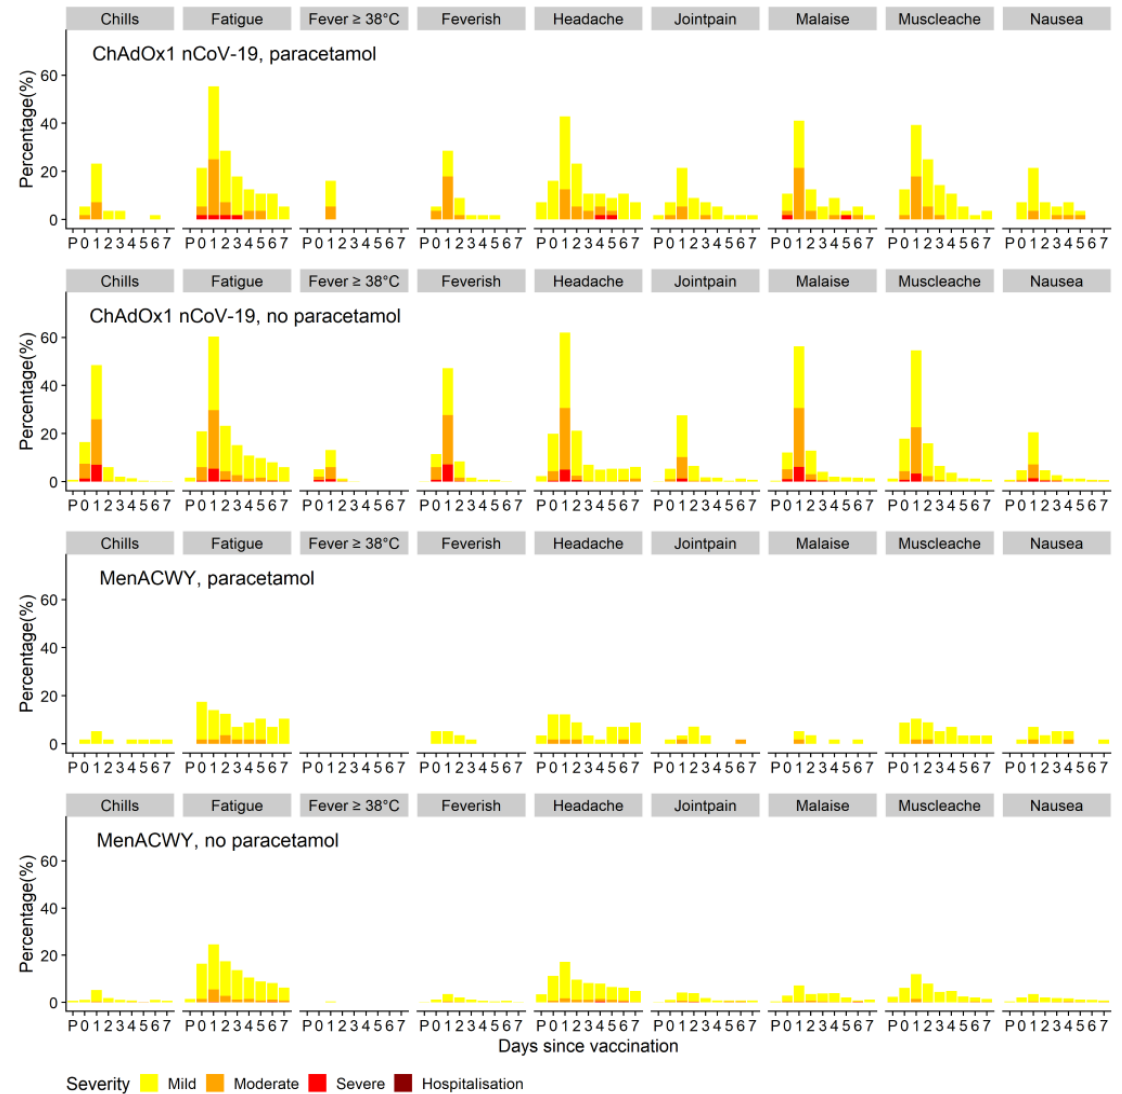 Chills Fatigue Fever ≥ 38°C Feverish Headache Jointpain Malaise Muscleache Nausea
ChAdOx1 nCoV-19, paracetamol
Percentage(%)
60
40
20
0
P01234567 P01234567 P01234567 P01234567 P01234567 P01234567 P01234567 P01234567 P01234567
Chills Fatigue Fever ≥ 38°C Feverish Headache Jointpain Malaise Muscleache Nausea
ChAdOx1 nCoV-19, no paracetamol
Percentage(%)
60
40
20
0
P01234567 P01234567 P01234567 P01234567 P01234567 P01234567 P01234567 P01234567 P01234567
Chills Fatigue Fever ≥ 38°C Feverish Headache Jointpain Malaise Muscleache Nausea
MenACWY, paracetamol
Percentage(%)
60
40
20
0
P01234567 P01234567 P01234567 P01234567 P01234567 P01234567 P01234567 P01234567 P01234567
Chills Fatigue Fever ≥ 38°C Feverish Headache Jointpain Malaise Muscleache Nausea
MenACWY, no paracetamol
Percentage(%)
60
40
20
0
P01234567 P01234567 P01234567 P01234567 P01234567 P01234567 P01234567 P01234567 P01234567
Days since vaccination
Severity Mild Moderate Severe Hospitalisation